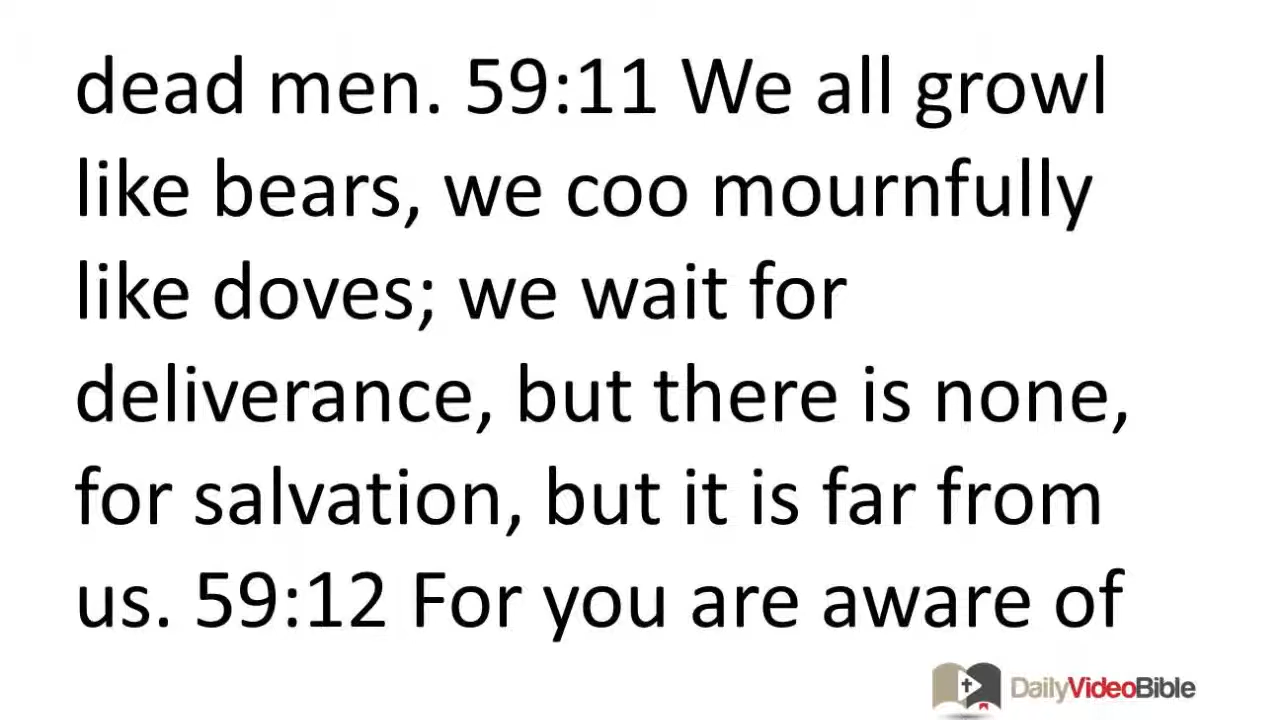 dead men. 59:11 We all growl
like bears, we coo mournfully
like doves; we wait for
deliverance, but there is none,
for salvation, but it is far from
us. 59:12 For you are aware of
DailyVideoBible